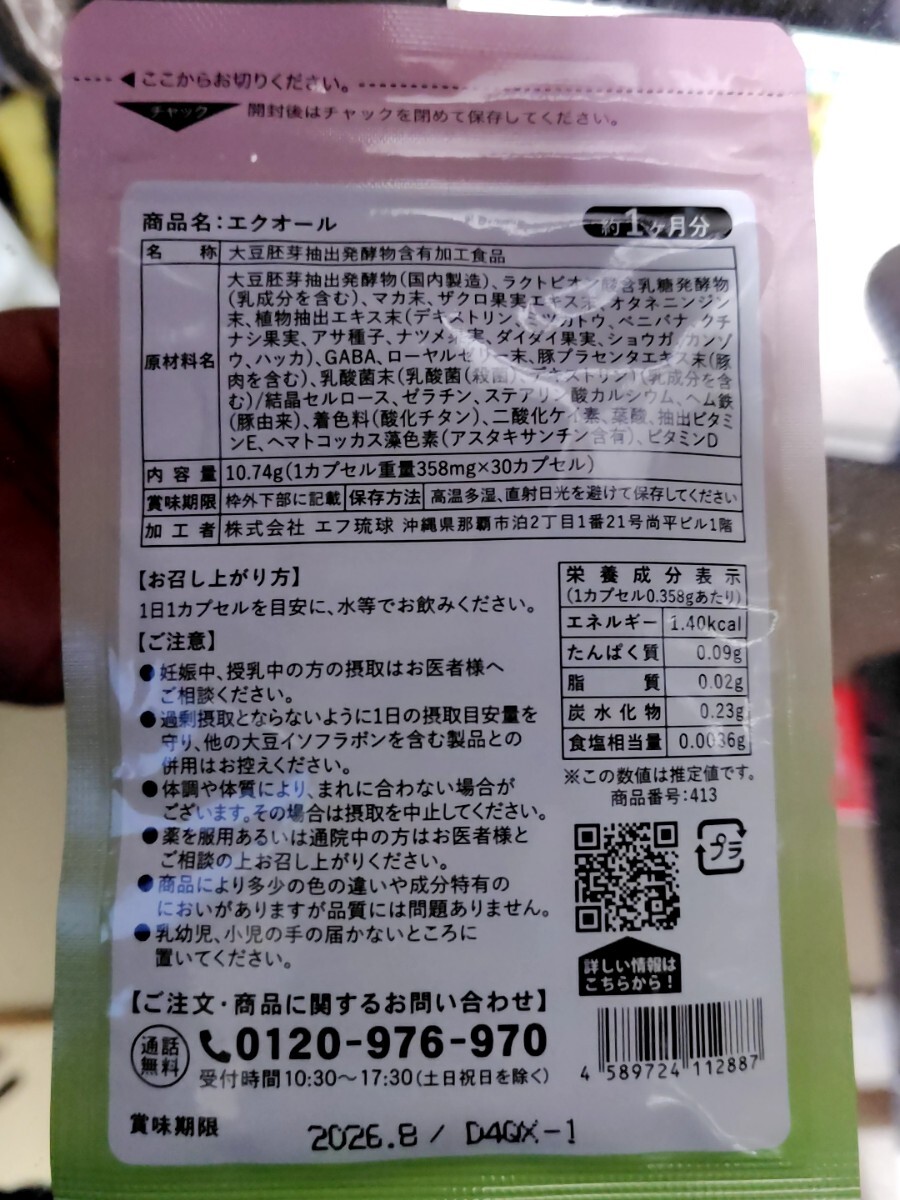 ここからお切りください。
チャック 開封後はチャックを閉めて保存してください。
商品名:エクオール 約1ヶ月分
名 称 大豆胚芽抽出発酵物含有加工食品
原材料名 大豆胚芽抽出発酵物(国内製造)、ラクトビオン酸含有乳糖発酵物
(乳成分を含む)、マカ末、ザクロ果実エキス末、オタネニンジン
末、植物抽出エキス末(デキストリン、ミツカトウ、ベニバナ、クチ
ナシ果実、アサ種子、ナツメ果実、ダイダイ果実、ショウガ、カンゾ
ウ、ハッカ)、GABA、ローヤルゼリー末、豚プラセンタエキス末(豚
肉を含む)、乳酸菌末(乳酸菌(殺菌)、デキストリン)(乳成分を含
む)/結晶セルロース、ゼラチン、ステアリン酸カルシウム、ヘム鉄
(豚由来)、着色料(酸化チタン)、二酸化ケイ素、葉酸、抽出ビタミ
ンE、ヘマトコッカス藻色素(アスタキサンチン含有)、ビタミンD
内 容 量 10.74g(1カプセル重量358mg×30カプセル)
賞味期限 枠外下部に記載 保存方法 高温多湿、直射日光を避けて保存してください
加 工 者 株式会社 エフ琉球 沖縄県那覇市泊2丁目1番21号尚平ビル1階
【お召し上がり方】
1日1カプセルを目安に、水等でお飲みください。
【ご注意】
●妊娠中、授乳中の方の摂取はお医者様へ
ご相談ください。
●過剰摂取とならないように1日の摂取目安量を
守り、他の大豆イソフラボンを含む製品との
併用はお控えください。
●体調や体質により、まれに合わない場合が
ございます。その場合は摂取を中止してください。
●薬を服用あるいは通院中の方はお医者様と
ご相談の上お召し上がりください。
●商品により多少の色の違いや成分特有の
においがありますが品質には問題ありません。
●乳幼児、小児の手の届かないところに
置いてください。
栄養成分表示
(1カプセル0.358gあたり)
エネルギー 1.40kcal
たんぱく質 0.09g
脂 質 0.02g
炭水化物 0.23g
食塩相当量 0.0036g
※この数値は推定値です。
商品番号:413
プラ
詳しい情報は
こちらから!
【ご注文・商品に関するお問い合わせ】
通話
無料 0120-976-970
受付時間10:30〜17:30(土日祝日を除く)
4 589724 112887
賞味期限 2026.8 / D4QX-1